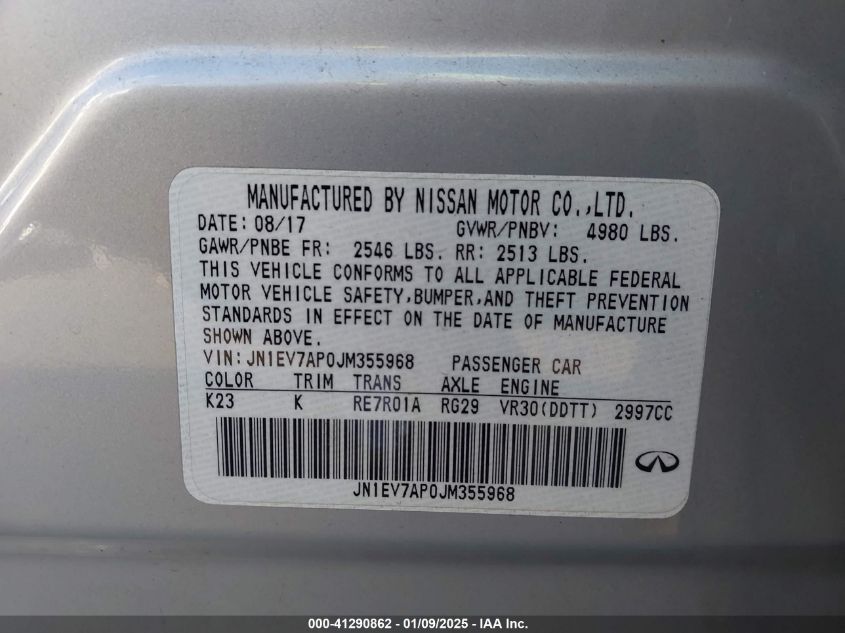 MANUFACTURED BY NISSAN MOTOR CO.,LTD.
DATE: 08/17 GVWR/PNBV: 4980 LBS.
GAWR/PNBE FR: 2546 LBS. RR: 2513 LBS.
THIS VEHICLE CONFORMS TO ALL APPLICABLE FEDERAL
MOTOR VEHICLE SAFETY,BUMPER,AND THEFT PREVENTION
STANDARDS IN EFFECT ON THE DATE OF MANUFACTURE
SHOWN ABOVE.
VIN:JN1EV7AP0JM355968 PASSENGER CAR
COLOR TRIM TRANS AXLE ENGINE
K23 K RE7R01A RG29 VR30(DDTT) 2997CC
JN1EV7AP0JM355968
000-41290862 - 01/09/2025 - IAA Inc.